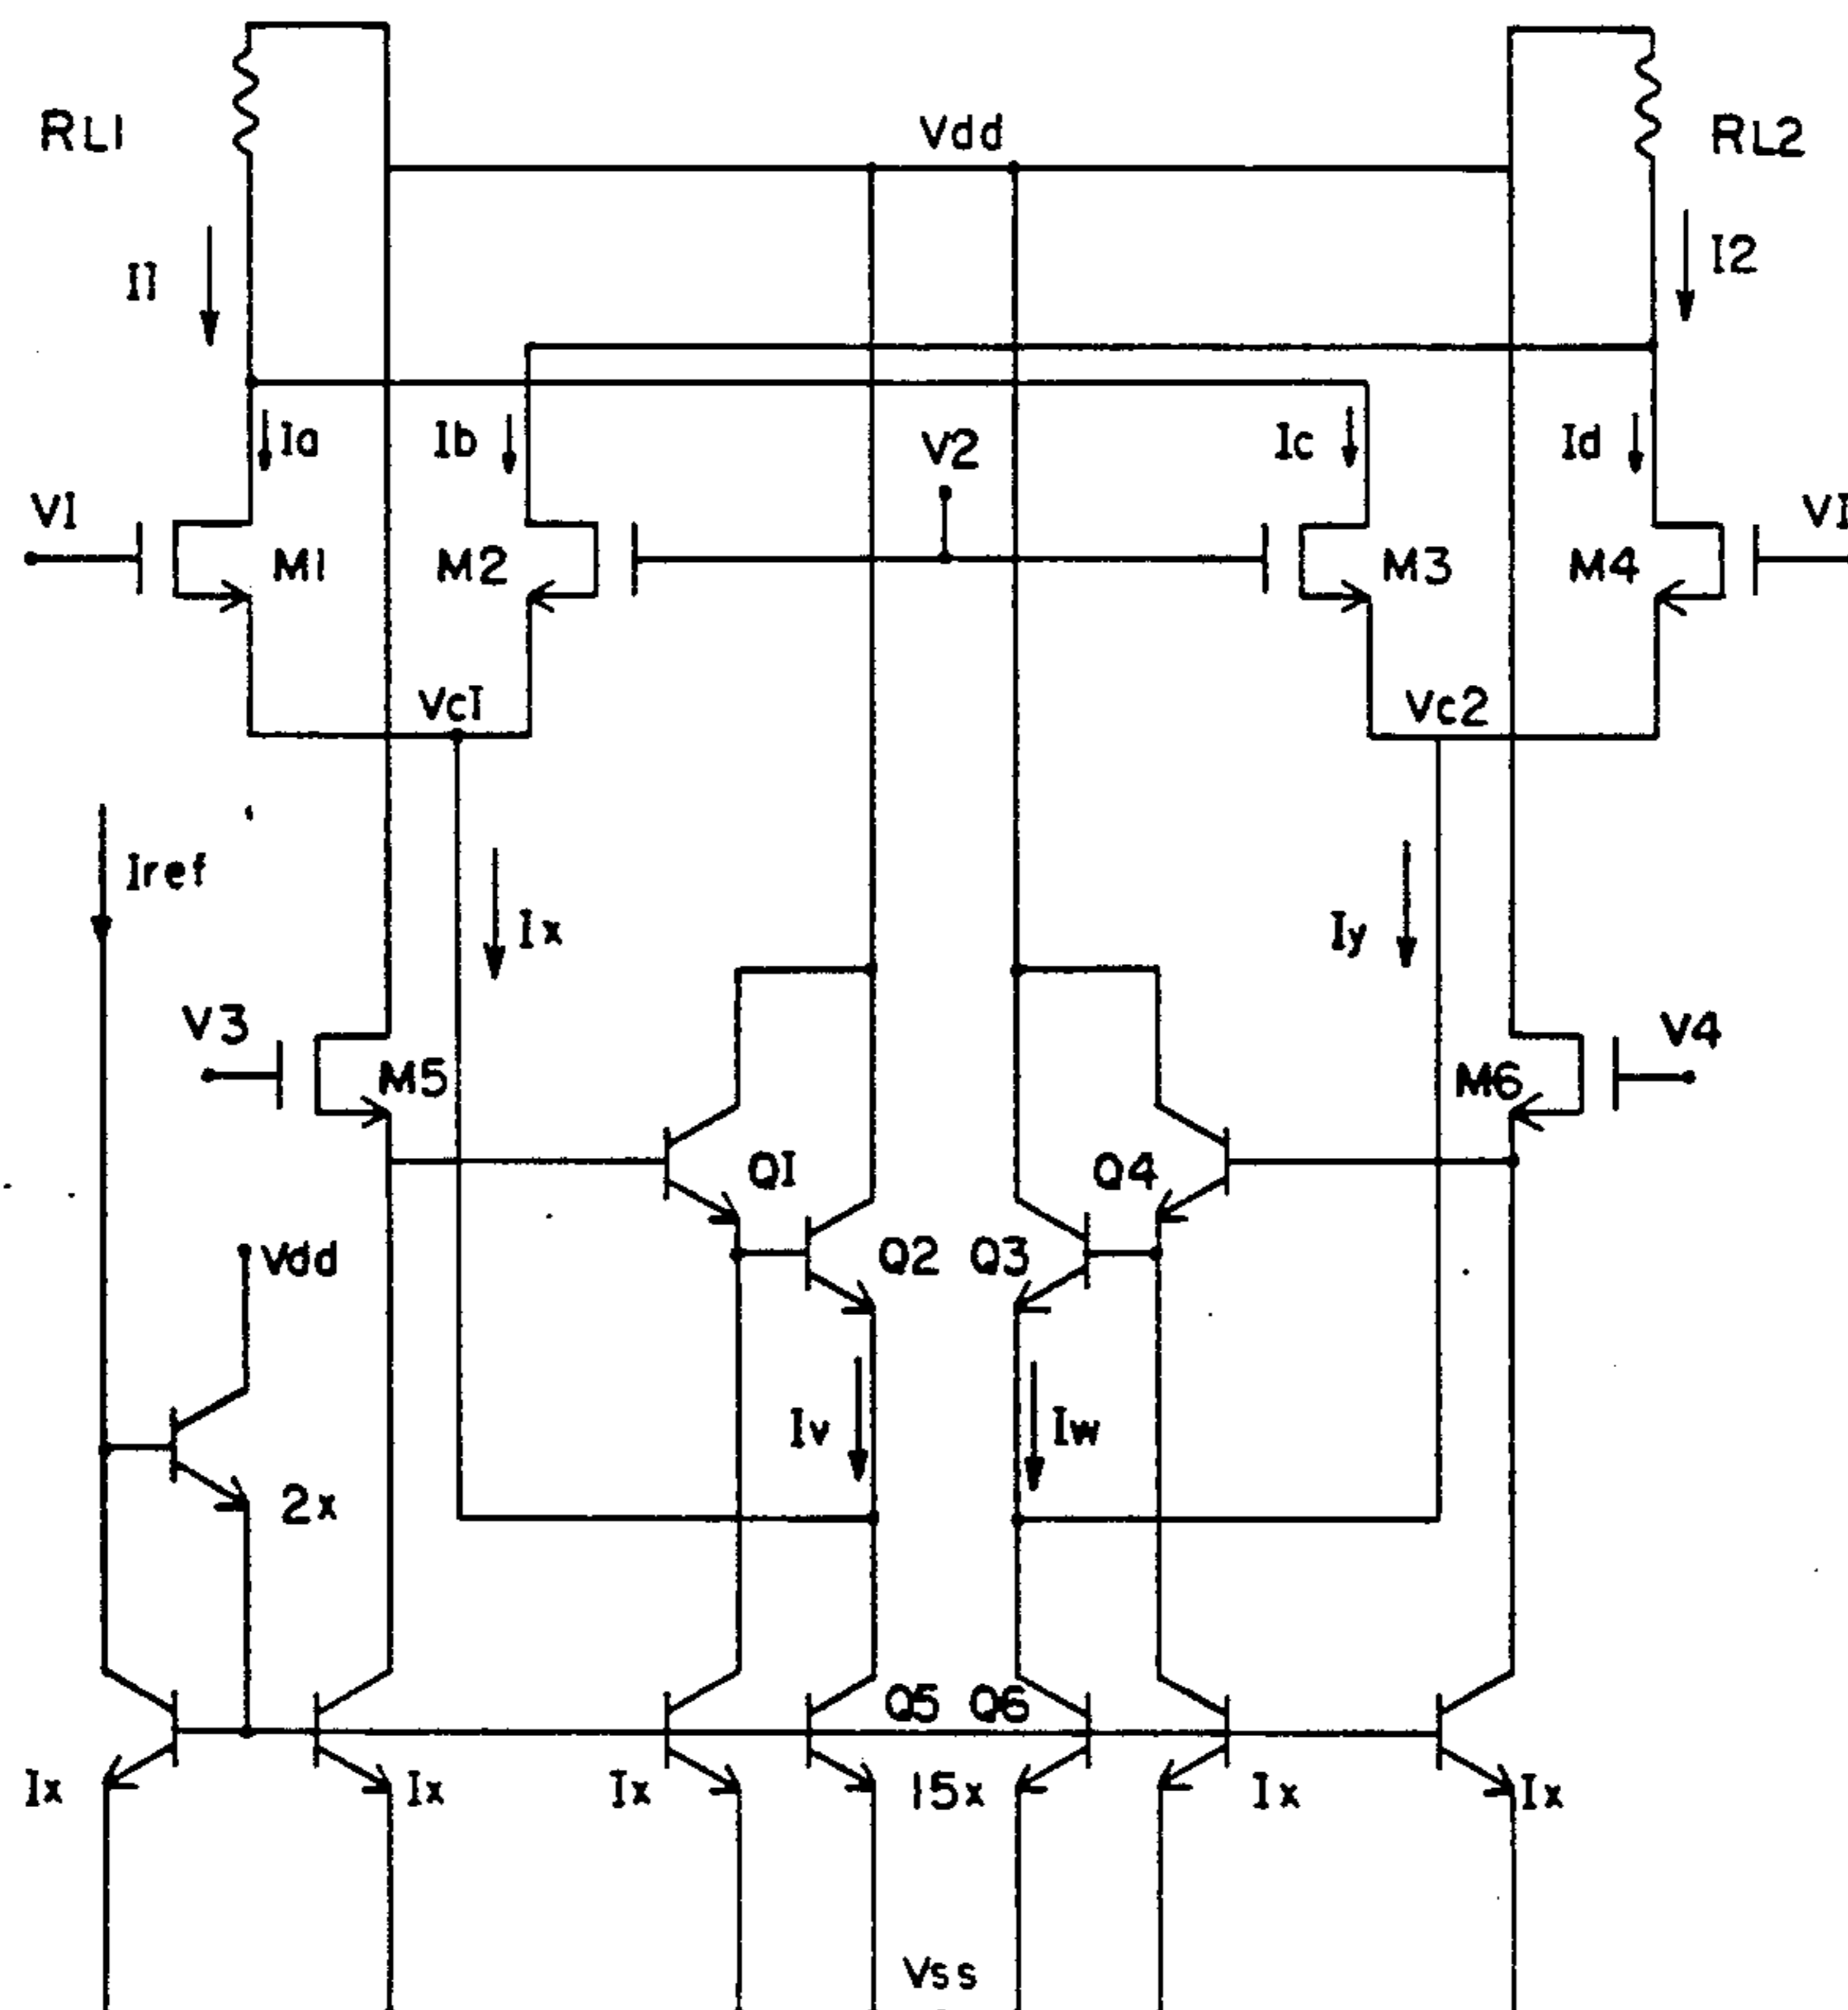 RL1
Vdd
RL2
I1
I2
Ia
Ib
V2
Ic
Id
V1
M1
M2
M3
M4
V1
Vc1
Vc2
Iref
Ix
Iy
V3
M5
V4
M6
Q1
Q4
Vdd
Q2
Q3
2x
Iv
Iw
Q5
Q6
Ix
Ix
Ix
15x
Ix
Ix
Vss